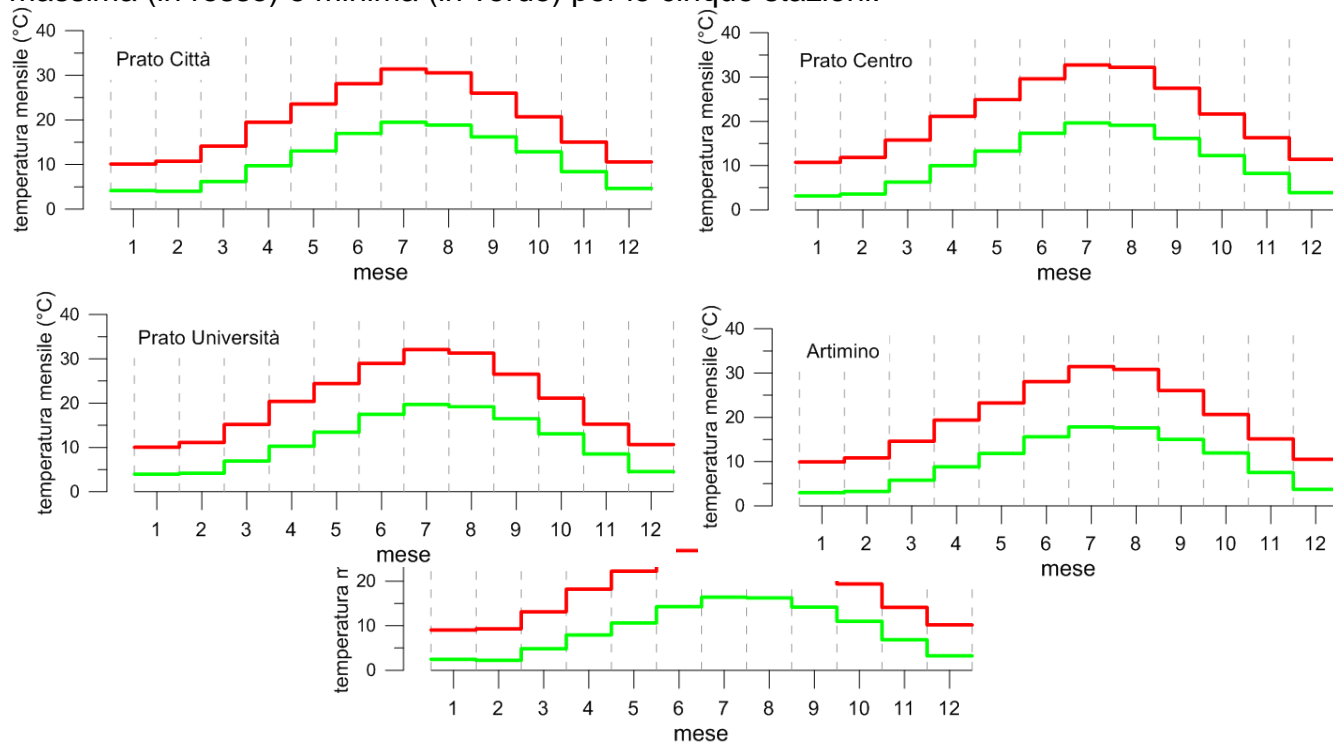 massima (in rosso) e minima (in verde) per le cinque stazioni.
temperatura mensile (°C)
40
30
20
10
0
Prato Città
1 2 3 4 5 6 7 8 9 10 11 12
mese
temperatura mensile (°C)
40
30
20
10
0
Prato Centro
1 2 3 4 5 6 7 8 9 10 11 12
mese
temperatura mensile (°C)
40
30
20
10
0
Prato Università
1 2 3 4 5 6 7 8 9 10 11 12
mese
temperatura mensile (°C)
40
30
20
10
0
Artimino
1 2 3 4 5 6 7 8 9 10 11 12
mese
temperatura m
20
10
0
1 2 3 4 5 6 7 8 9 10 11 12
mese